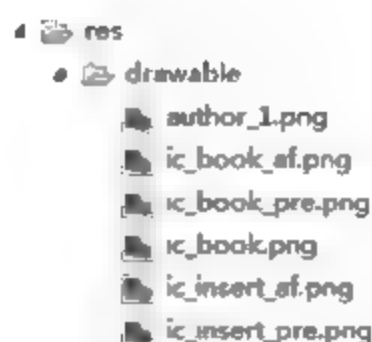 res
drawable
author_1.png
ic_book_af.png
ic_book_pre.png
ic_book.png
ic_insert_af.png
ic_insert_pre.png